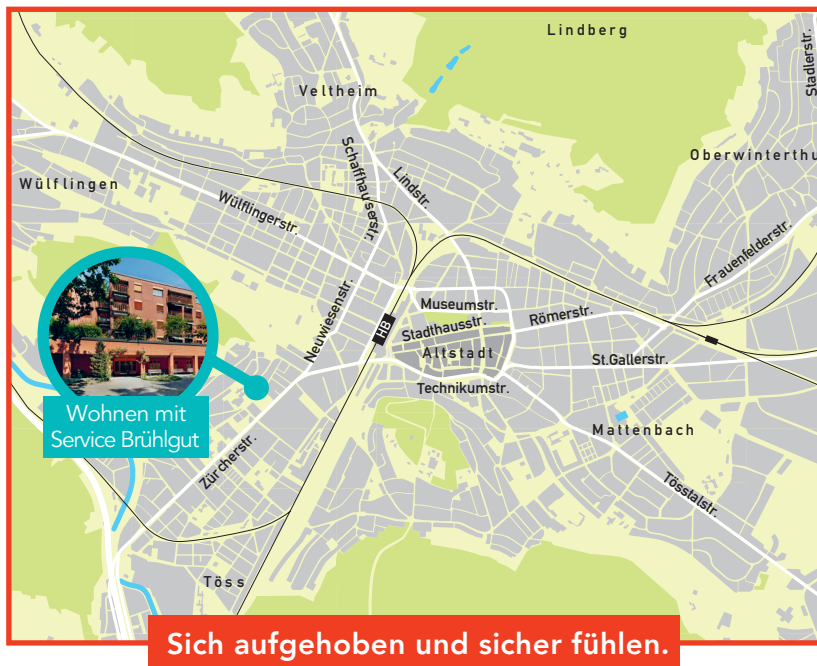 Lindberg
Stadlerstr.
Veltheim
Schaffhauserstr.
Lindstr.
Oberwinterthu
Wülflingen
Wülflingerstr.
Frauenfelderstr.
Neuwiesenstr.
Museumstr.
HB
Stadthausstr.
Römerstr.
Altstadt
St.Gallerstr.
Technikumstr.
Wohnen mit
Service Brühlgut
Mattenbach
Zürcherstr.
Tösstalstr.
Töss
Sich aufgehoben und sicher fühlen.